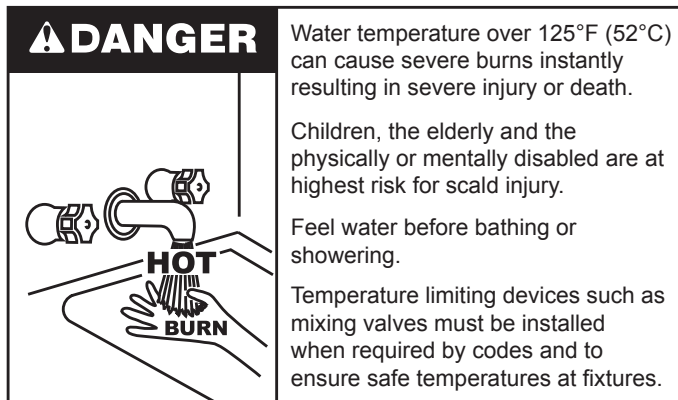 DANGER
HOT
BURN
Water temperature over 125°F (52°C)
can cause severe burns instantly
resulting in severe injury or death.
Children, the elderly and the
physically or mentally disabled are at
highest risk for scald injury.
Feel water before bathing or
showering.
Temperature limiting devices such as
mixing valves must be installed
when required by codes and to
ensure safe temperatures at fixtures.